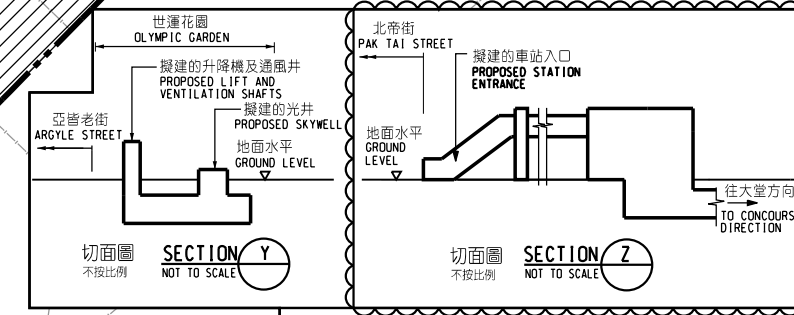 世運花園
OLYMPIC GARDEN
擬建的升降機及通風井
PROPOSED LIFT AND
VENTILATION SHAFTS
擬建的光井
PROPOSED SKYWELL
亞皆老街
ARGYLE STREET
地面水平
GROUND LEVEL
切面圖
不按比例
SECTION
NOT TO SCALE
Y
北帝街
PAK TAI STREET
擬建的車站入口
PROPOSED STATION
ENTRANCE
地面水平
GROUND
LEVEL
往大堂方向
TO CONCOURS
DIRECTION
切面圖
不按比例
SECTION
NOT TO SCALE
Z